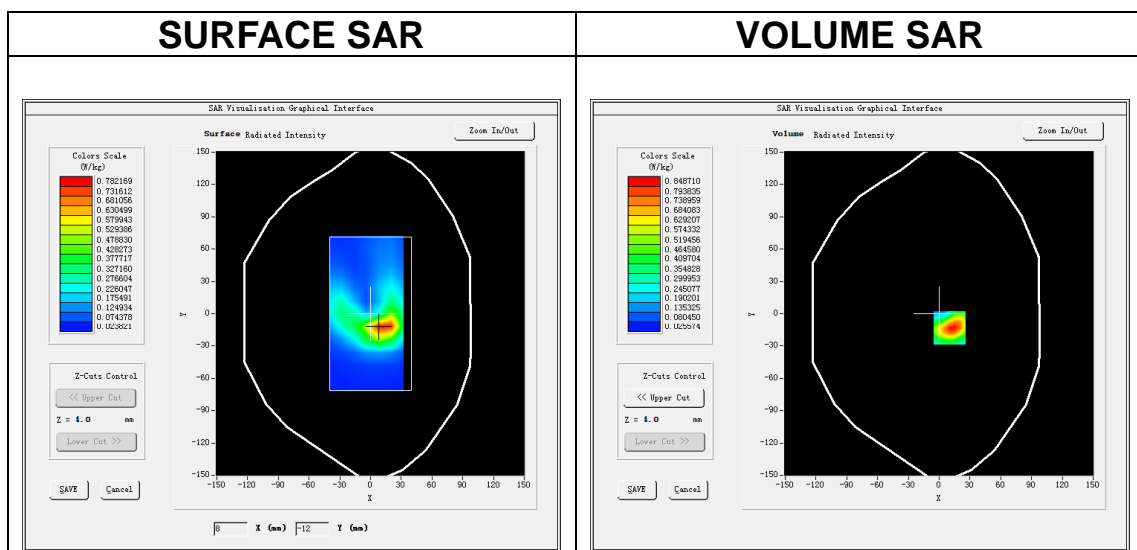 SURFACE SAR
VOLUME SAR
SAR Visualisation Graphical Interface
Surface Radiated Intensity
Zoom In/Out
Colors Scale
(W/kg)
0.782169
0.731612
0.681056
0.630499
0.579943
0.529386
0.478830
0.428273
0.377717
0.327160
0.276604
0.226047
0.175491
0.124934
0.074378
0.023821
Z-Cuts Control
<< Upper Cut
Z = 4.0 mm
Lower Cut >>
SAVE Cancel
150
120
90
60
30
0
-30
-60
-90
-120
-150
Y
-150 -120 -90 -60 -30 0 30 60 90 120 150
X
8 X (mm) -12 Y (mm)
SAR Visualisation Graphical Interface
Volume Radiated Intensity
Zoom In/Out
Colors Scale
(W/kg)
0.848710
0.793835
0.738959
0.684083
0.629207
0.574332
0.519456
0.464580
0.409704
0.354828
0.299953
0.245077
0.190201
0.135325
0.080450
0.025574
Z-Cuts Control
<< Upper Cut
Z = 4.0 mm
Lower Cut >>
SAVE Cancel
150
120
90
60
30
0
-30
-60
-90
-120
-150
Y
-150 -120 -90 -60 -30 0 30 60 90 120 150
X